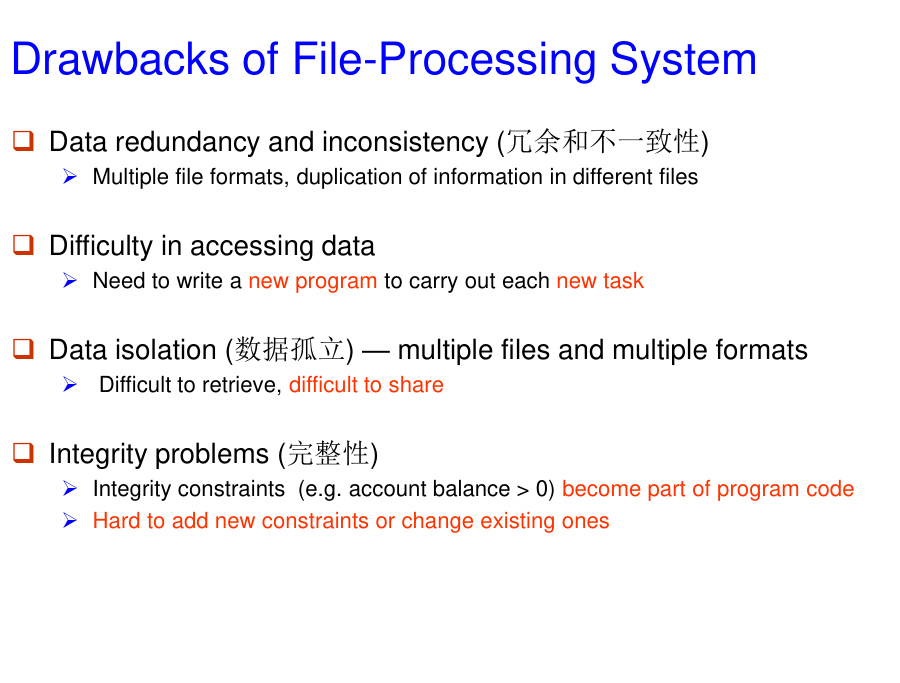 Drawbacks of File-Processing System
Data redundancy and inconsistency (冗余和不一致性)
Multiple file formats, duplication of information in different files
Difficulty in accessing data
Need to write a new program to carry out each new task
Data isolation (数据孤立) — multiple files and multiple formats
Difficult to retrieve, difficult to share
Integrity problems (完整性)
Integrity constraints (e.g. account balance > 0) become part of program code
Hard to add new constraints or change existing ones